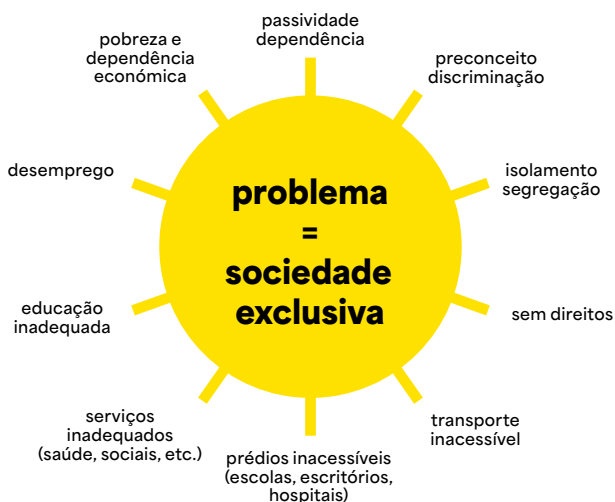 passividade
dependência
preconceito
discriminação
isolamento
segregação
sem direitos
transporte
inacessível
prédios inacessíveis
(escolas, escritórios,
hospitais)
serviços
inadequados
(saúde, sociais, etc.)
educação
inadequada
desemprego
pobreza e
dependência
económica
problema
=
sociedade
exclusiva